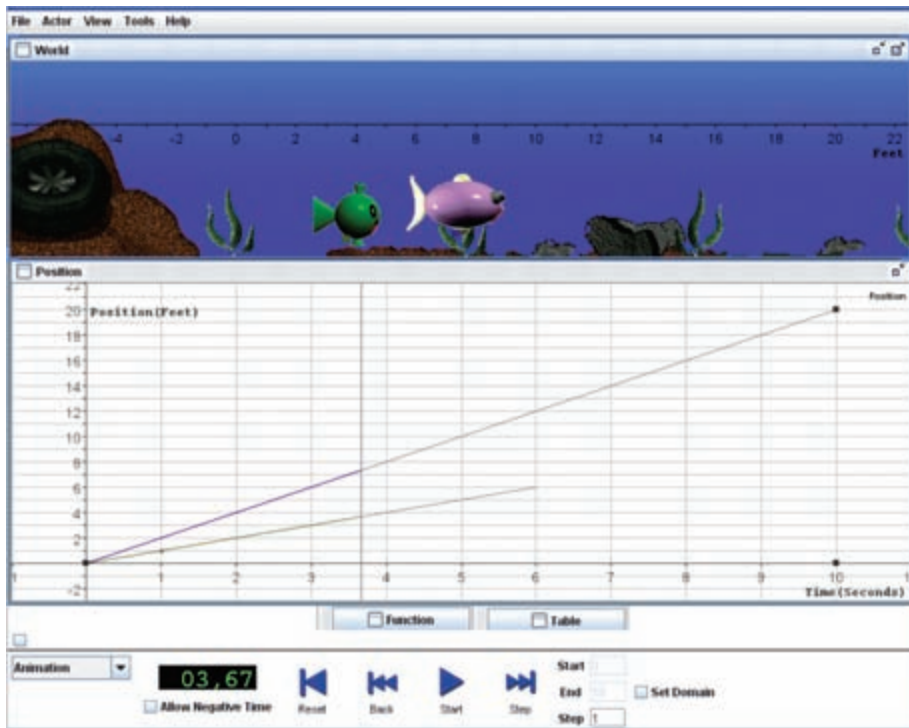 File Actor View Tools Help
World
-4 -2 0 2 4 6 8 10 12 14 16 18 20 22
Feet
Position
22
Position
20 Position(Feet)
18
16
14
12
10
8
6
4
2
1 1 2 3 4 5 6 7 8 9 10 11
-2
Time(Seconds)
Function Table
Animation
03,67
Allow Negative Time
Reset Back Start Step
Start
End
Set Domain
Step 1